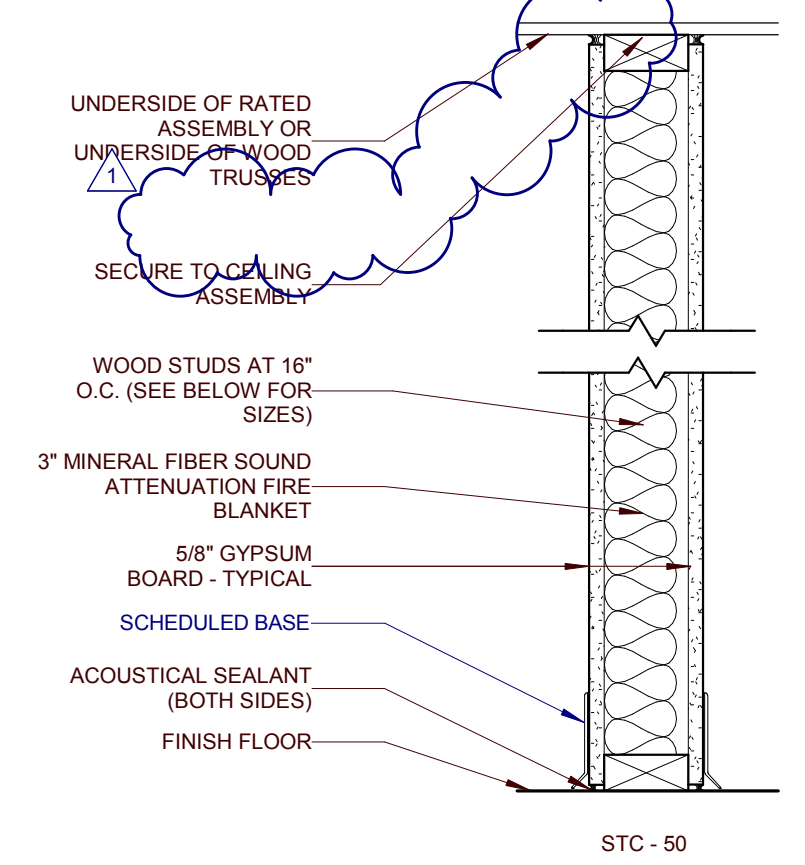 UNDERSIDE OF RATED
ASSEMBLY OR
UNDERSIDE OF WOOD
TRUSSES
1
SECURE TO CEILING
ASSEMBLY
WOOD STUDS AT 16"
O.C. (SEE BELOW FOR
SIZES)
3" MINERAL FIBER SOUND
ATTENUATION FIRE
BLANKET
5/8" GYPSUM
BOARD - TYPICAL
SCHEDULED BASE
ACOUSTICAL SEALANT
(BOTH SIDES)
FINISH FLOOR
STC - 50